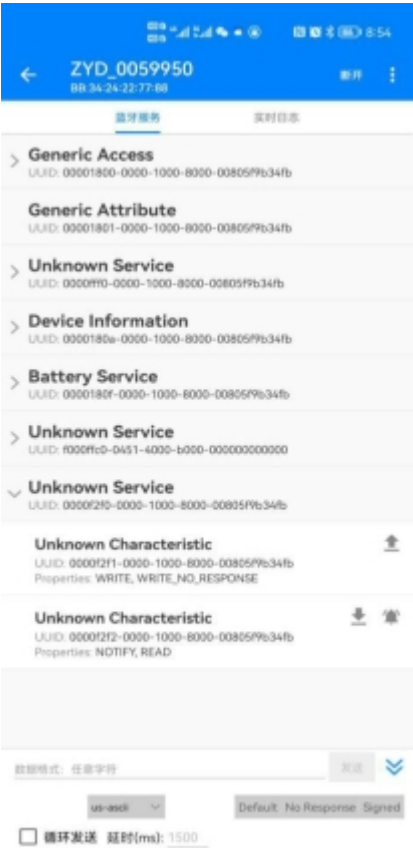 8:54
ZYD_0059950
BB:34:24:22:77:88
断开
蓝牙服务
实时日志
Generic Access
UUID: 00001800-0000-1000-8000-00805f9b34fb
Generic Attribute
UUID: 00001801-0000-1000-8000-00805f9b34fb
Unknown Service
UUID: 0000fff0-0000-1000-8000-00805f9b34fb
Device Information
UUID: 0000180a-0000-1000-8000-00805f9b34fb
Battery Service
UUID: 0000180f-0000-1000-8000-00805f9b34fb
Unknown Service
UUID: f000ffc0-0451-4000-b000-000000000000
Unknown Service
UUID: 0000f2f0-0000-1000-8000-00805f9b34fb
Unknown Characteristic
UUID: 0000f2f1-0000-1000-8000-00805f9b34fb
Properties: WRITE, WRITE_NO_RESPONSE
Unknown Characteristic
UUID: 0000f2f2-0000-1000-8000-00805f9b34fb
Properties: NOTIFY, READ
数据格式: 任意字符
发送
us-ascii
Default No Response Signed
循环发送 延时(ms): 1500